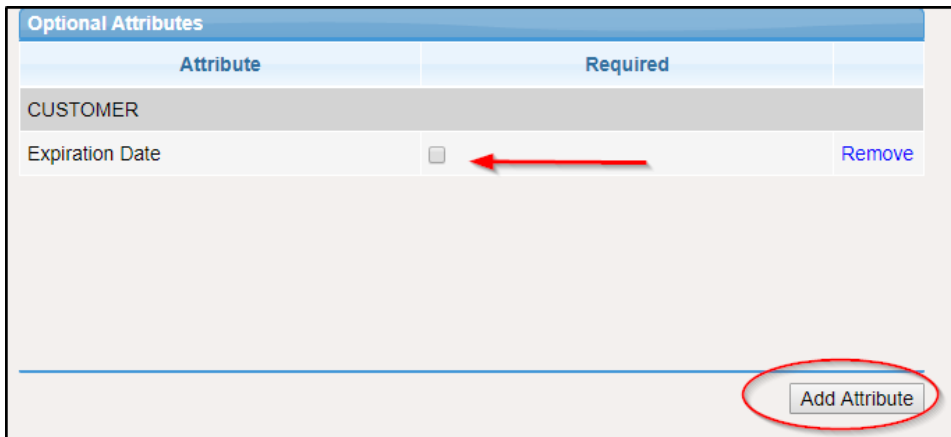 Optional Attributes
Attribute Required
CUSTOMER
Expiration Date Remove
Add Attribute